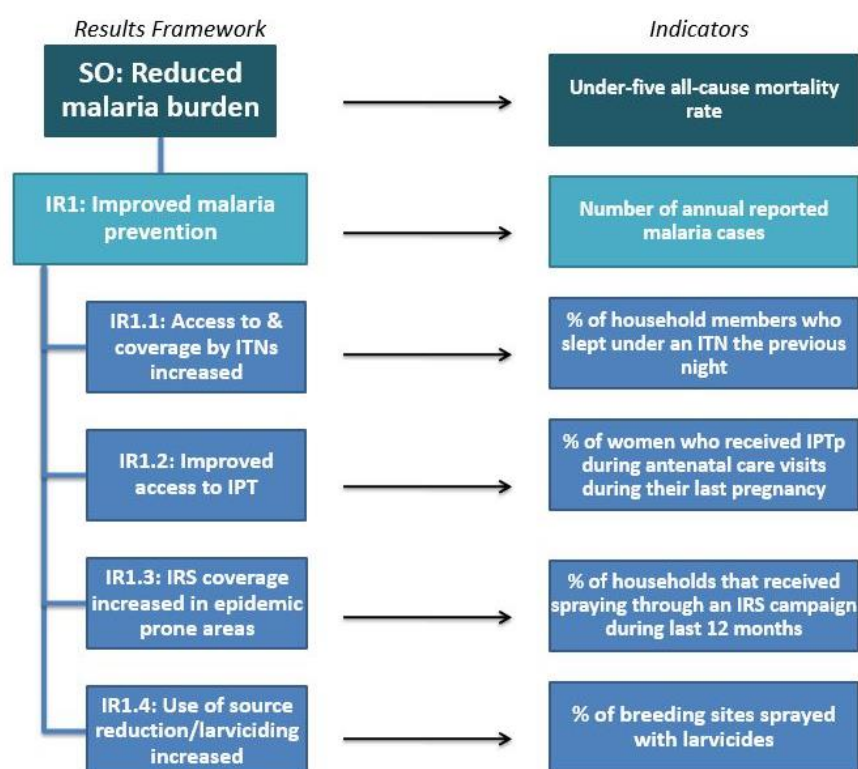 Results Framework
Indicators
SO: Reduced
malaria burden
Under-five all-cause mortality
rate
IR1: Improved malaria
prevention
Number of annual reported
malaria cases
IR1.1: Access to &
coverage by ITNs
increased
% of household members who
slept under an ITN the previous
night
IR1.2: Improved
access to IPT
% of women who received IPTp
during antenatal care visits
during their last pregnancy
IR1.3: IRS coverage
increased in epidemic
prone areas
% of households that received
spraying through an IRS campaign
during last 12 months
IR1.4: Use of source
reduction/larviciding
increased
% of breeding sites sprayed
with larvicides